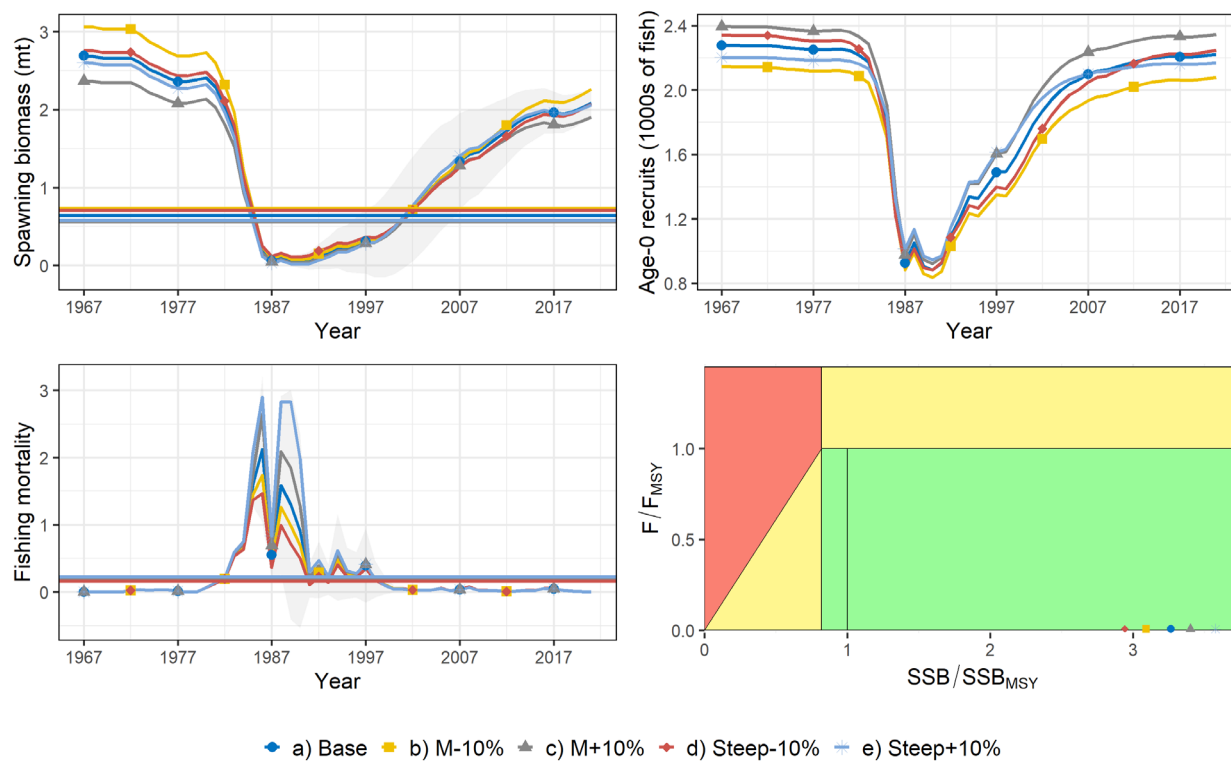 Spawning biomass (mt)
3
2
1
0
1967 1977 1987 1997 2007 2017
Year
Age-0 recruits (1000s of fish)
2.4
2.0
1.6
1.2
0.8
1967 1977 1987 1997 2007 2017
Year
Fishing mortality
3
2
1
0
1967 1977 1987 1997 2007 2017
Year
F/FMSY
1.0
0.5
0.0
0 1 2 3
SSB/SSBMSY
a) Base b) M-10% c) M+10% d) Steep-10% e) Steep+10%